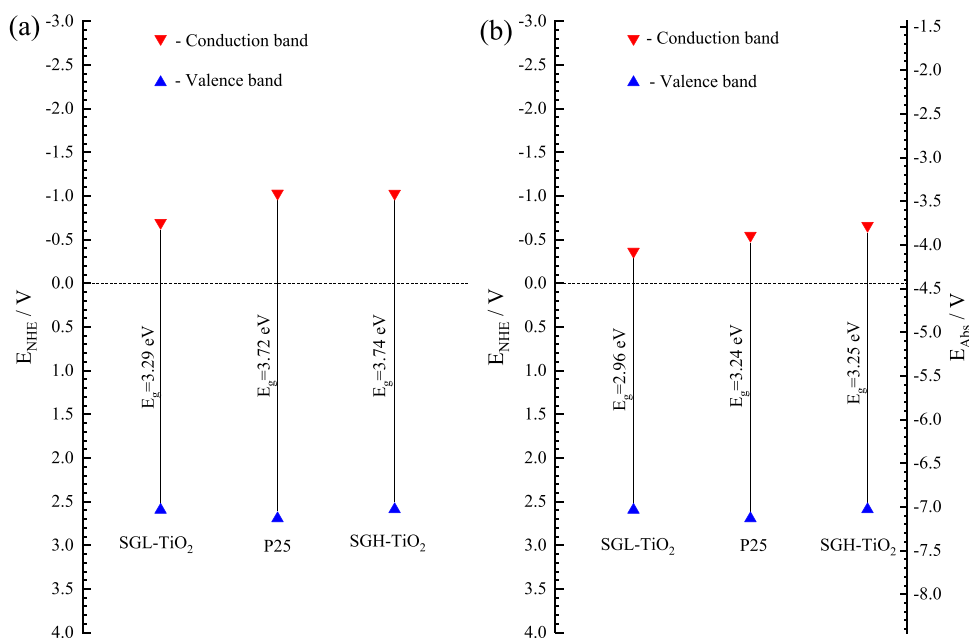 (a)
- Conduction band
- Valence band
-3.0
-2.5
-2.0
-1.5
-1.0
-0.5
0.0
0.5
1.0
1.5
2.0
2.5
3.0
3.5
4.0
E_NHE / V
E_g=3.29 eV
E_g=3.72 eV
E_g=3.74 eV
SGL-TiO₂
P25
SGH-TiO₂
(b)
- Conduction band
- Valence band
-3.0
-2.5
-2.0
-1.5
-1.0
-0.5
0.0
0.5
1.0
1.5
2.0
2.5
3.0
3.5
4.0
E_NHE / V
E_g=2.96 eV
E_g=3.24 eV
E_g=3.25 eV
SGL-TiO₂
P25
SGH-TiO₂
-1.5
-2.0
-2.5
-3.0
-3.5
-4.0
-4.5
-5.0
-5.5
-6.0
-6.5
-7.0
-7.5
-8.0
E_Abs / V